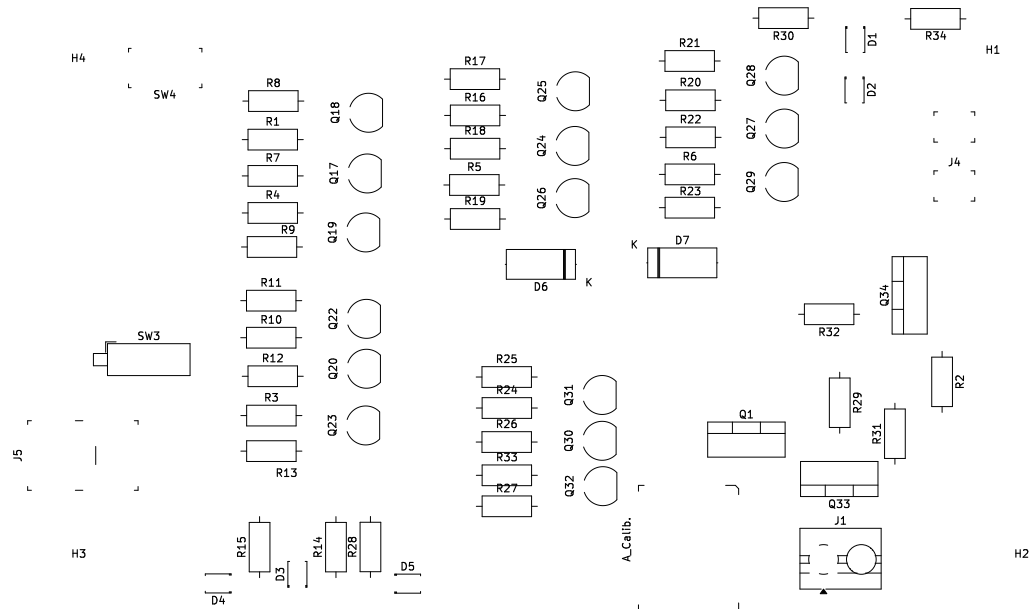 R30
D1
R34
H1
H4
SW4
R17
R21
Q28
D2
R8
Q18
R16
Q25
R20
R1
R18
Q24
R22
Q27
J4
R7
Q17
R5
R6
Q29
R4
Q19
R19
Q26
R23
R9
D6
K
K
D7
Q34
R11
R10
Q22
R32
SW3
R12
Q20
R25
Q31
R2
R24
R29
R3
Q23
R26
Q30
Q1
R31
J5
R13
R33
Q32
R27
Q33
A_Calib.
J1
H3
R15
D3
R14
R28
D5
D4
H2